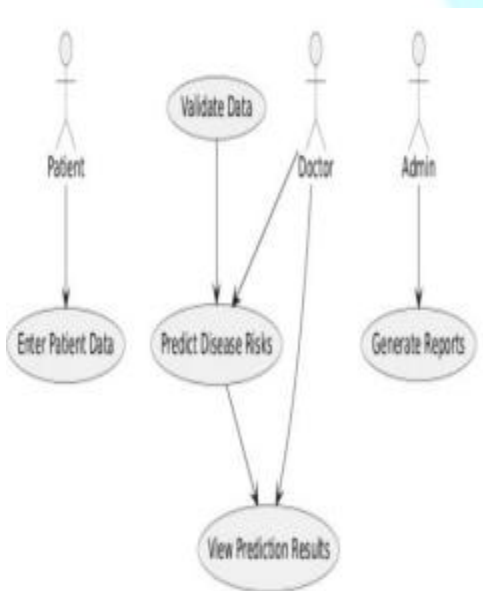 Validate Data
Patient
Doctor
Admin
Enter Patient Data
Predict Disease Risks
Generate Reports
View Prediction Results